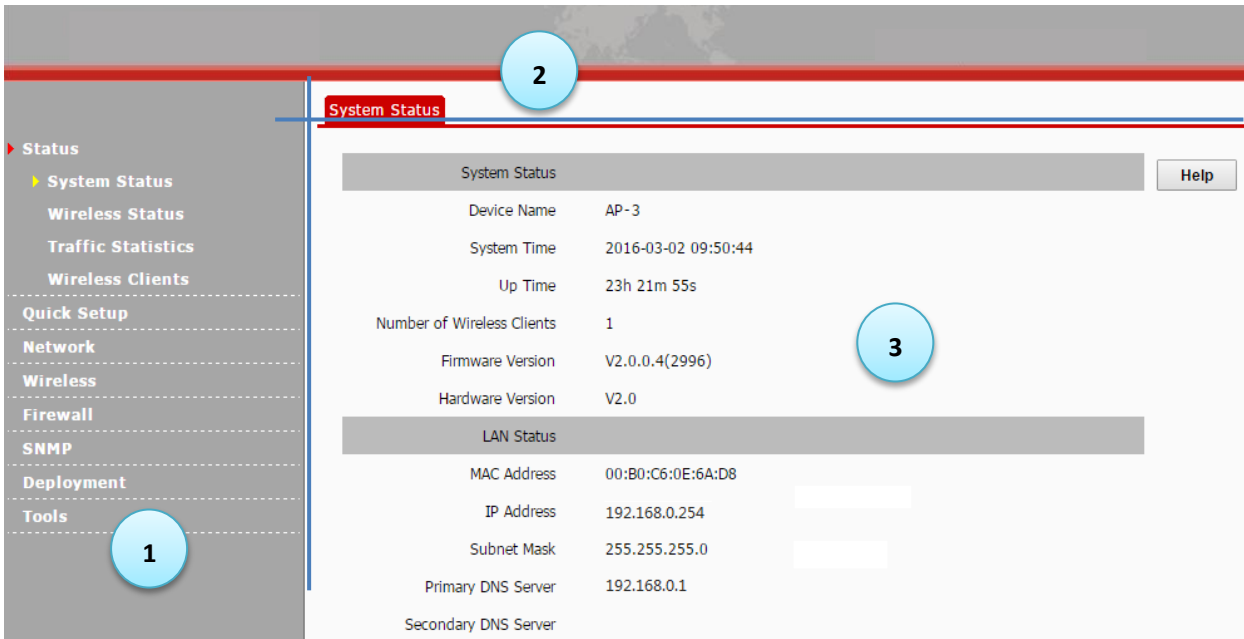 2
System Status
Status
System Status
Wireless Status
Traffic Statistics
Wireless Clients
Quick Setup
Network
Wireless
Firewall
SNMP
Deployment
Tools
1
System Status
Help
Device Name AP-3
System Time 2016-03-02 09:50:44
Up Time 23h 21m 55s
Number of Wireless Clients 1
3
Firmware Version V2.0.0.4(2996)
Hardware Version V2.0
LAN Status
MAC Address 00:B0:C6:0E:6A:D8
IP Address 192.168.0.254
Subnet Mask 255.255.255.0
Primary DNS Server 192.168.0.1
Secondary DNS Server